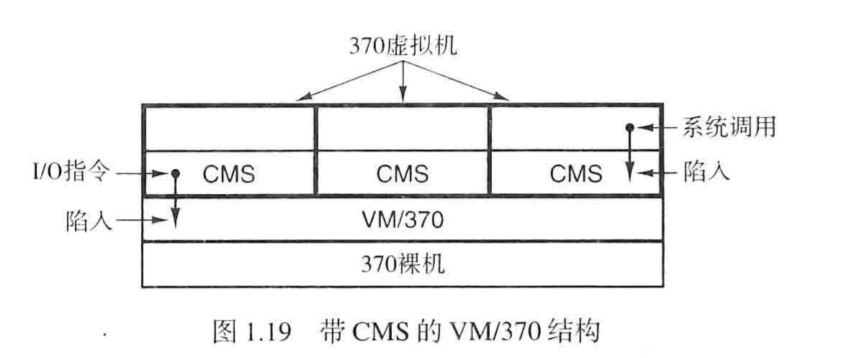 370虚拟机
系统调用
I/O指令 CMS CMS CMS 陷入
陷入 VM/370
370裸机
图 1.19 带 CMS 的 VM/370 结构